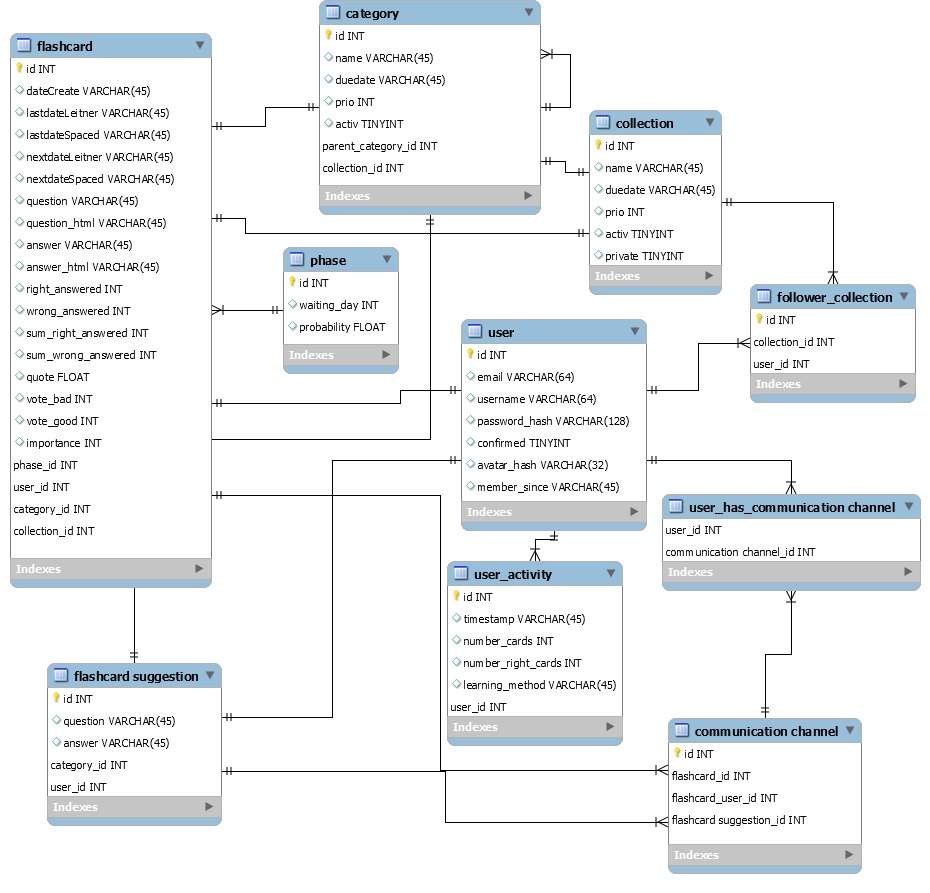 flashcard
id INT
dateCreate VARCHAR(45)
lastdateLeitner VARCHAR(45)
lastdateSpaced VARCHAR(45)
nextdateLeitner VARCHAR(45)
nextdateSpaced VARCHAR(45)
question VARCHAR(45)
question_html VARCHAR(45)
answer VARCHAR(45)
answer_html VARCHAR(45)
right_answered INT
wrong_answered INT
sum_right_answered INT
sum_wrong_answered INT
quote FLOAT
vote_bad INT
vote_good INT
importance INT
phase_id INT
user_id INT
category_id INT
collection_id INT
Indexes
category
id INT
name VARCHAR(45)
duedate VARCHAR(45)
prio INT
activ TINYINT
parent_category_id INT
collection_id INT
Indexes
collection
id INT
name VARCHAR(45)
duedate VARCHAR(45)
prio INT
activ TINYINT
private TINYINT
Indexes
phase
id INT
waiting_day INT
probability FLOAT
Indexes
follower_collection
id INT
collection_id INT
user_id INT
Indexes
user
id INT
email VARCHAR(64)
username VARCHAR(64)
password_hash VARCHAR(128)
confirmed TINYINT
avatar_hash VARCHAR(32)
member_since VARCHAR(45)
Indexes
user_has_communication channel
user_id INT
communication channel_id INT
Indexes
user_activity
id INT
timestamp VARCHAR(45)
number_cards INT
number_right_cards INT
learning_method VARCHAR(45)
user_id INT
Indexes
flashcard suggestion
id INT
question VARCHAR(45)
answer VARCHAR(45)
category_id INT
user_id INT
Indexes
communication channel
id INT
flashcard_id INT
flashcard_user_id INT
flashcard suggestion_id INT
Indexes